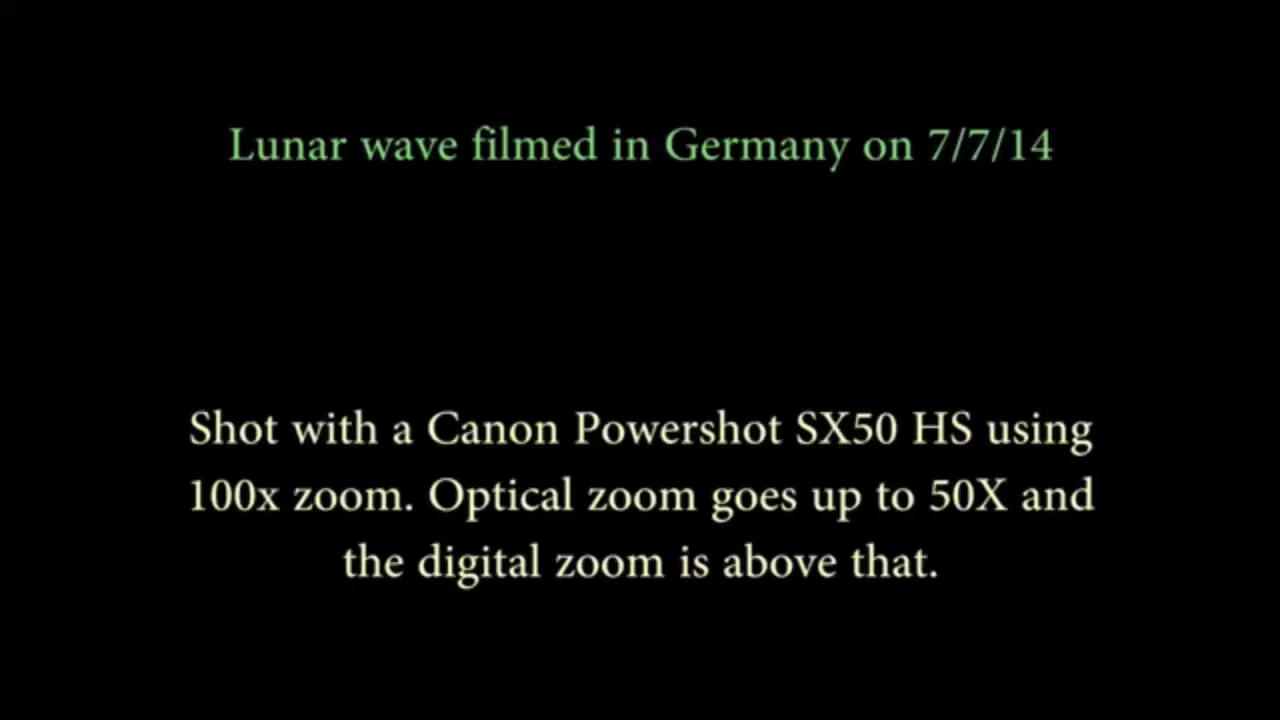 Lunar wave filmed in Germany on 7/7/14
Shot with a Canon Powershot SX50 HS using
100x zoom. Optical zoom goes up to 50X and
the digital zoom is above that.